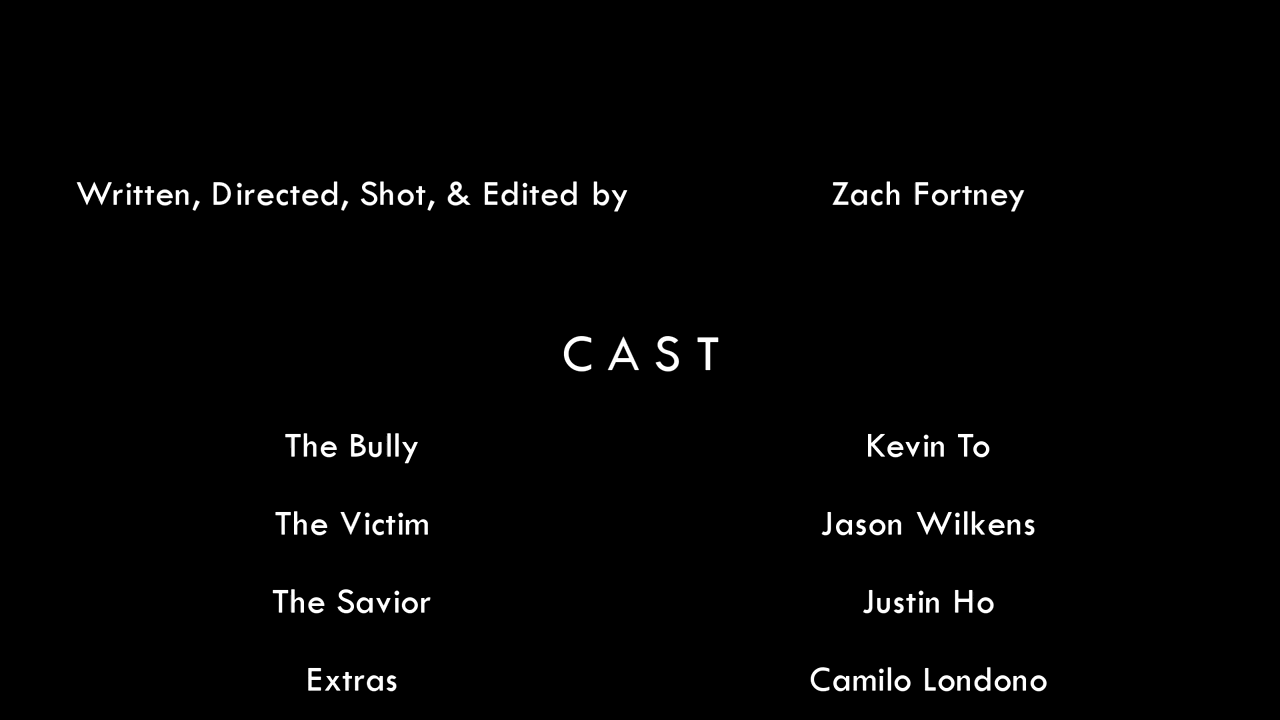 Written, Directed, Shot, & Edited by Zach Fortney
CAST
The Bully Kevin To
The Victim Jason Wilkens
The Savior Justin Ho
Extras Camilo Londono